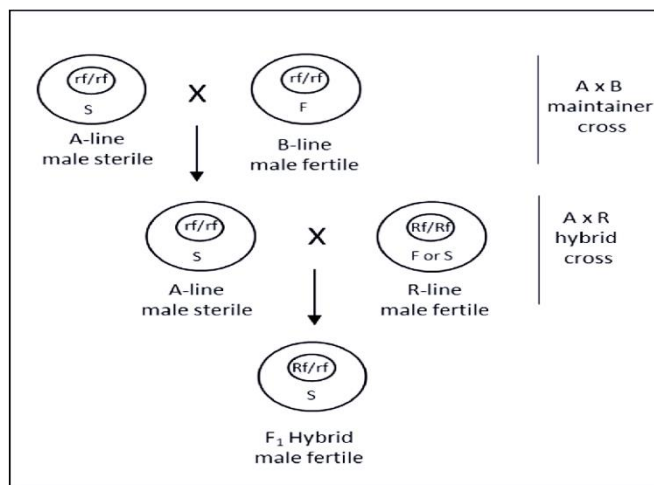 rf/rf
S
A-line
male sterile
X
rf/rf
F
B-line
male fertile
A x B
maintainer
cross
rf/rf
S
A-line
male sterile
X
Rf/Rf
F or S
R-line
male fertile
A x R
hybrid
cross
Rf/rf
S
F₁ Hybrid
male fertile